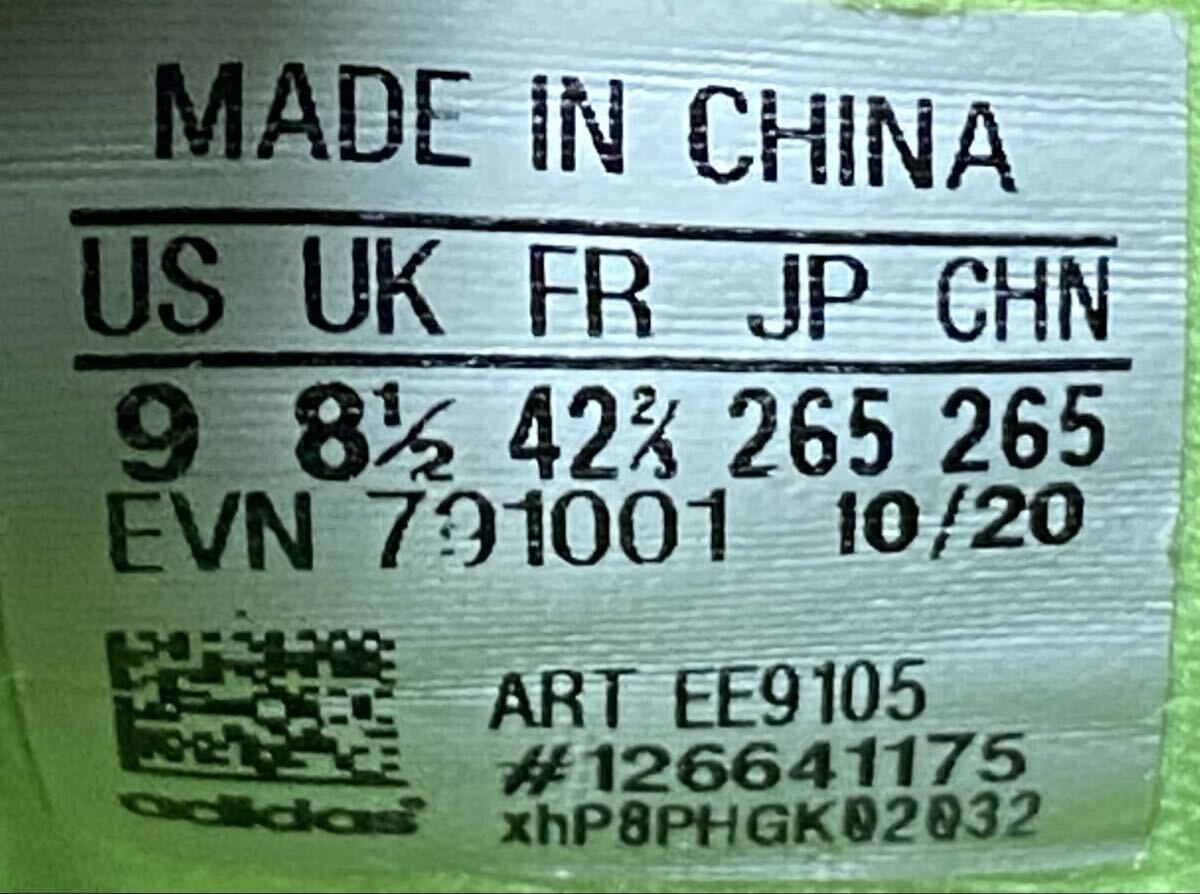 MADE IN CHINA
US UK FR JP CHN
9 8½ 42⅔ 265 265
EVN 791001 10/20
ART EE9105
#126641175
xhP8PHGK02032
adidas